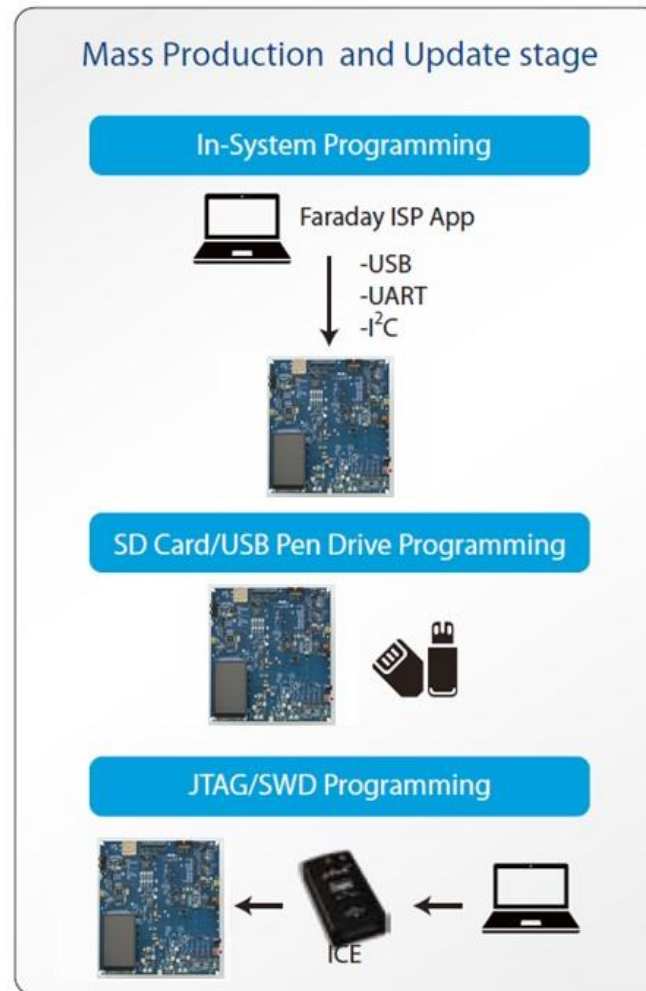 Mass Production and Update stage
In-System Programming
Faraday ISP App
-USB
-UART
-I²C
SD Card/USB Pen Drive Programming
JTAG/SWD Programming
ICE